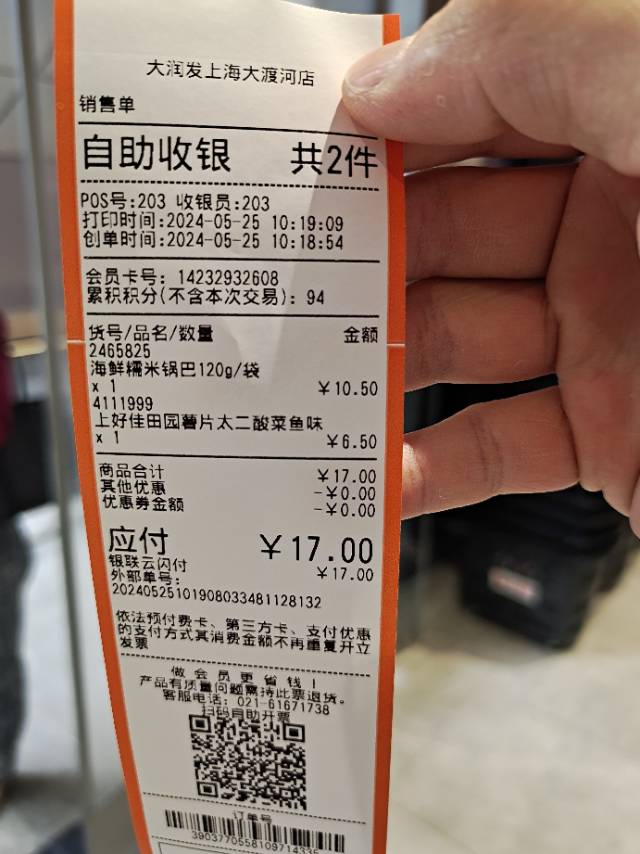 大润发上海大渡河店
销售单
自助收银 共2件
POS号:203 收银员:203
打印时间:2024-05-25 10:19:09
创单时间:2024-05-25 10:18:54
会员卡号: 14232932608
累积积分(不含本次交易): 94
货号/品名/数量 金额
2465825
海鲜糯米锅巴120g/袋
x 1 ￥10.50
4111999
上好佳田园薯片太二酸菜鱼味
x 1 ￥6.50
商品合计 ￥17.00
其他优惠 -￥0.00
优惠券金额 -￥0.00
应付 ￥17.00
银联云闪付 ￥17.00
外部单号:
20240525101908033481128132
依法预付费卡、第三方卡、支付优惠
的支付方式其消费金额不再重复开立
发票
做会员更省钱!
产品有质量问题需持此票退货。
客服电话: 021-61671738
扫码自助开票
订单号
3903770558109714335